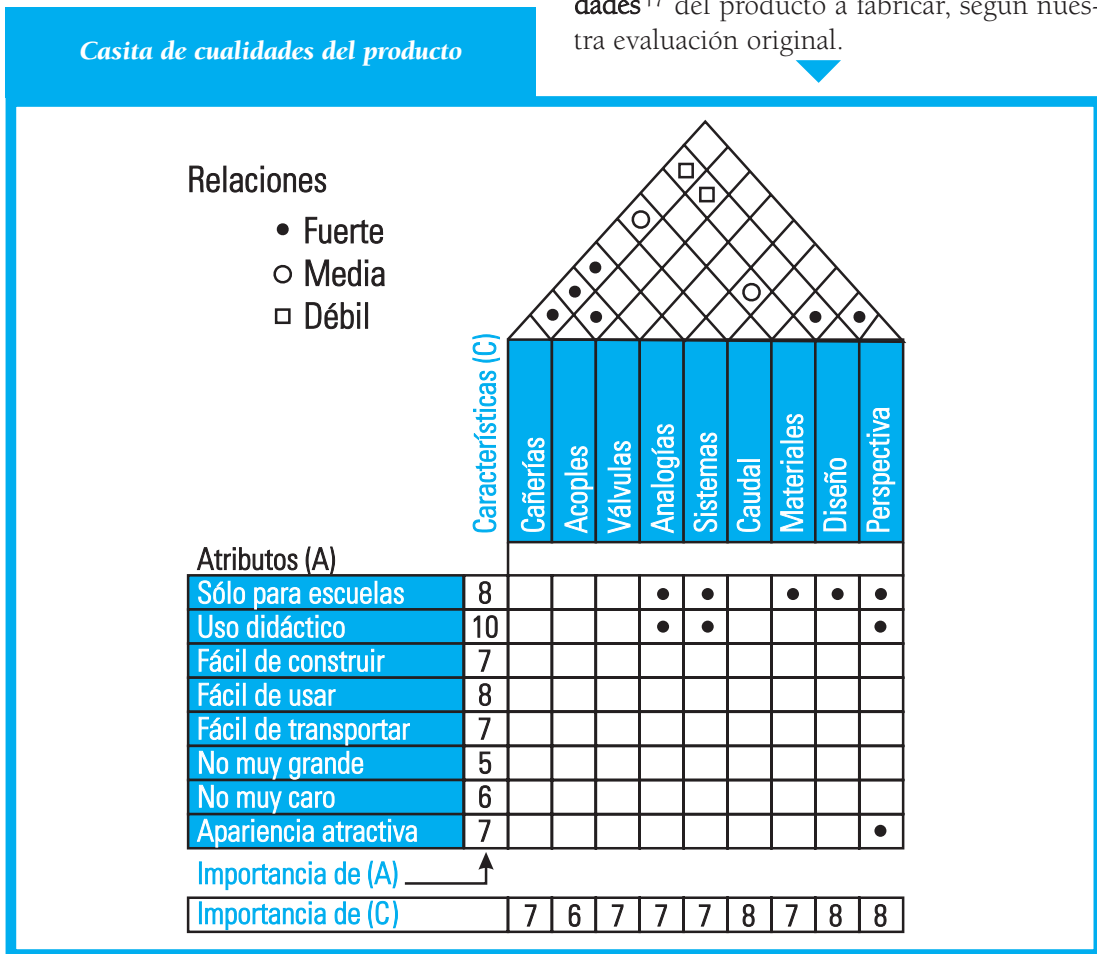 dades¹⁷ del producto a fabricar, según nues-
tra evaluación original.
Casita de cualidades del producto
Relaciones
● Fuerte
○ Media
□ Débil
Características (C)
Cañerías
Acoples
Válvulas
Analogías
Sistemas
Caudal
Materiales
Diseño
Perspectiva
Atributos (A)
Sólo para escuelas 8 ● ● ● ● ●
Uso didáctico 10 ● ● ●
Fácil de construir 7
Fácil de usar 8
Fácil de transportar 7
No muy grande 5
No muy caro 6
Apariencia atractiva 7 ●
Importancia de (A)
Importancia de (C) 7 6 7 7 7 8 7 8 8